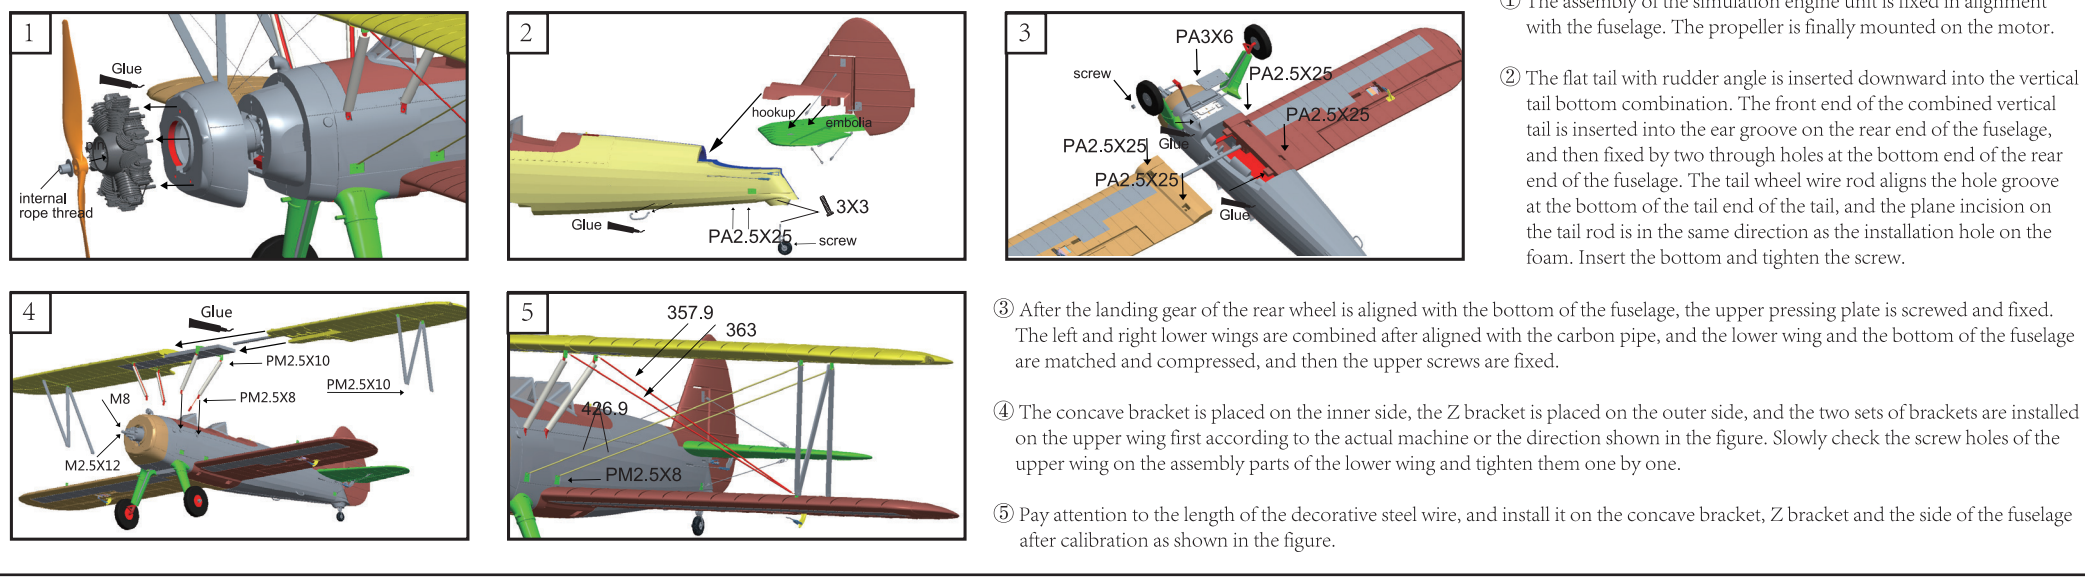 1
Glue
internal
rope thread
2
hookup
embolia
Glue
3X3
PA2.5X25
screw
3
PA3X6
screw
PA2.5X25
PA2.5X25
PA2.5X25
Glue
PA2.5X25
Glue
① The assembly of the simulation engine unit is fixed in alignment
with the fuselage. The propeller is finally mounted on the motor.
② The flat tail with rudder angle is inserted downward into the vertical
tail bottom combination. The front end of the combined vertical
tail is inserted into the ear groove on the rear end of the fuselage,
and then fixed by two through holes at the bottom end of the rear
end of the fuselage. The tail wheel wire rod aligns the hole groove
at the bottom of the tail end of the tail, and the plane incision on
the tail rod is in the same direction as the installation hole on the
foam. Insert the bottom and tighten the screw.
4
Glue
PM2.5X10
PM2.5X10
PM2.5X8
M8
M2.5X12
5
357.9
363
426.9
PM2.5X8
③ After the landing gear of the rear wheel is aligned with the bottom of the fuselage, the upper pressing plate is screwed and fixed.
The left and right lower wings are combined after aligned with the carbon pipe, and the lower wing and the bottom of the fuselage
are matched and compressed, and then the upper screws are fixed.
④ The concave bracket is placed on the inner side, the Z bracket is placed on the outer side, and the two sets of brackets are installed
on the upper wing first according to the actual machine or the direction shown in the figure. Slowly check the screw holes of the
upper wing on the assembly parts of the lower wing and tighten them one by one.
⑤ Pay attention to the length of the decorative steel wire, and install it on the concave bracket, Z bracket and the side of the fuselage
after calibration as shown in the figure.